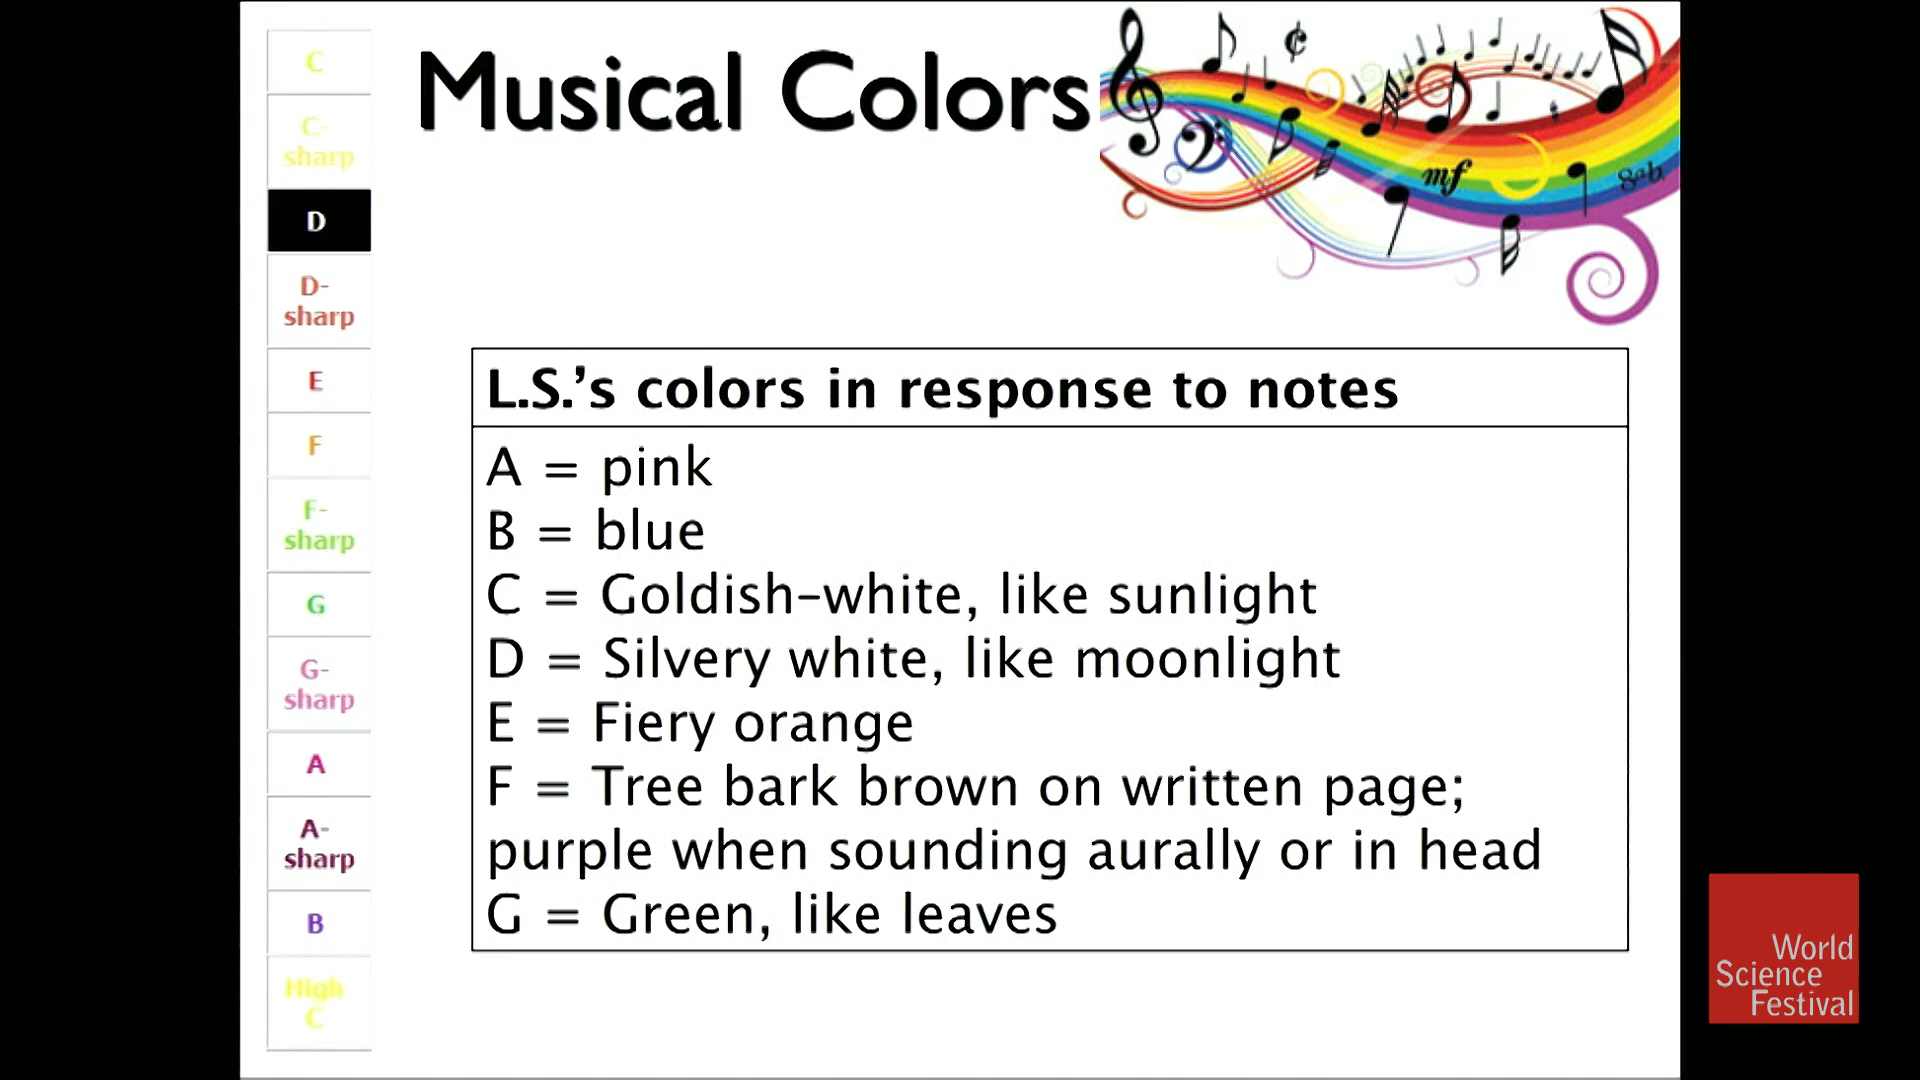 Musical Colors
C
C-
sharp
D
D-
sharp
E
F
F-
sharp
G
G-
sharp
A
A-
sharp
B
High
C
mf
L.S.'s colors in response to notes
A = pink
B = blue
C = Goldish-white, like sunlight
D = Silvery white, like moonlight
E = Fiery orange
F = Tree bark brown on written page;
purple when sounding aurally or in head
G = Green, like leaves
World
Science
Festival